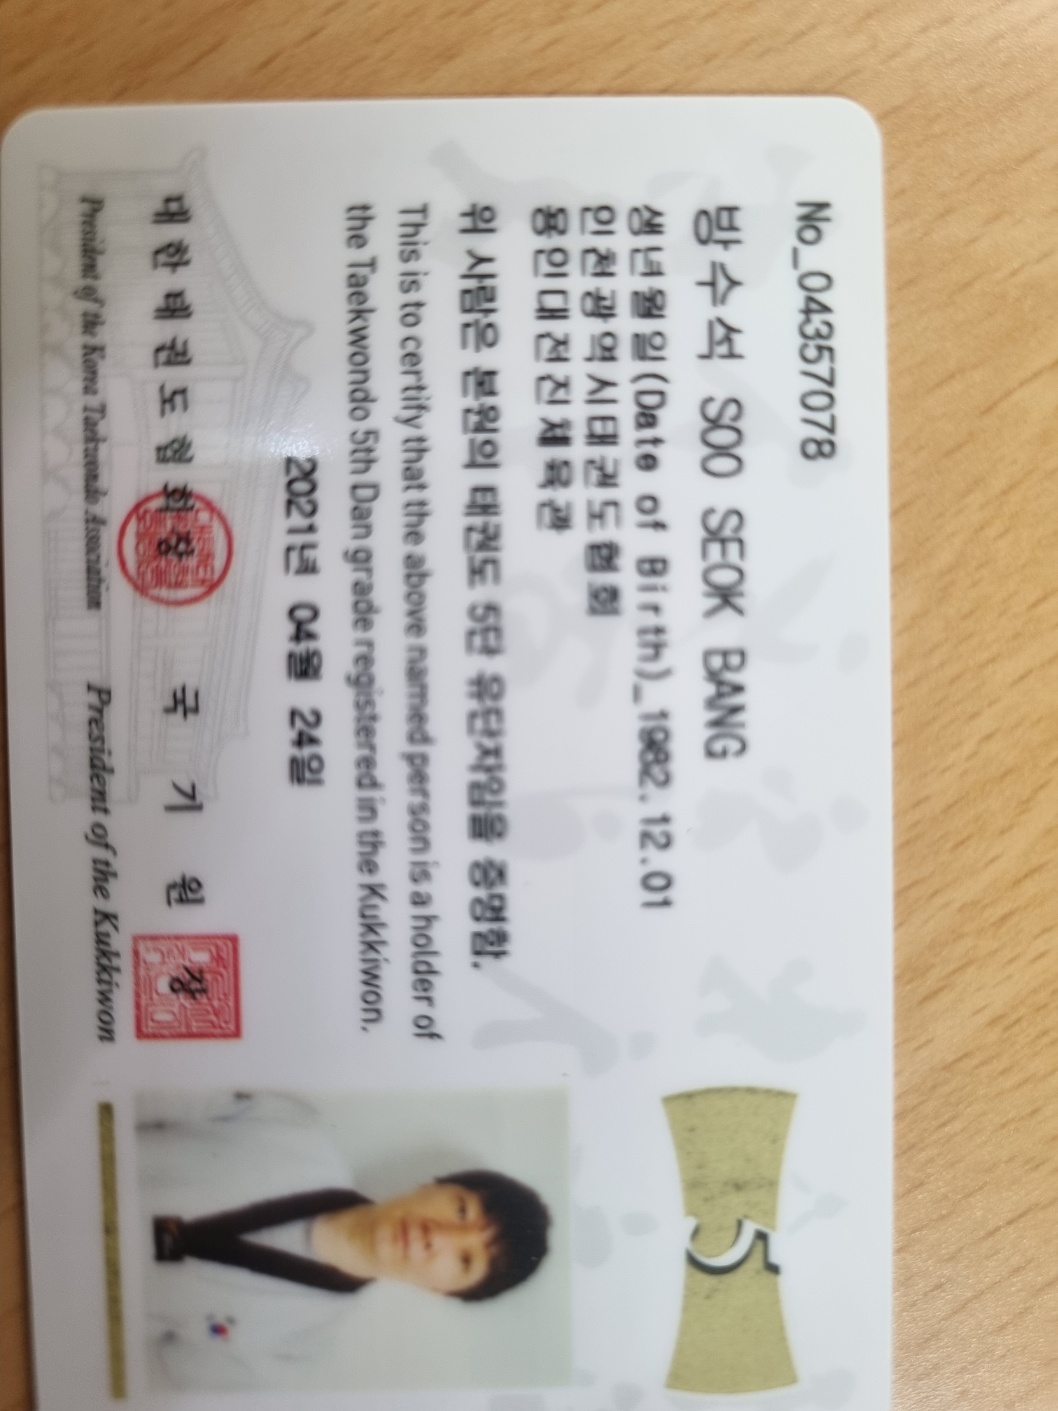 No_04357078
방수석 SOO SEOK BANG
생년월일(Date of Birth)_1982.12.01
인천광역시태권도협회
용인대전진체육관
위 사람은 본원의 태권도 5단 유단자임을 증명함.
This is to certify that the above named person is a holder of
the Taekwondo 5th Dan grade registered in the Kukkiwon.
2021년 04월 24일
대한태권도협회장 국기원장
President of the Korea Taekwondo Association President of the Kukkiwon
5